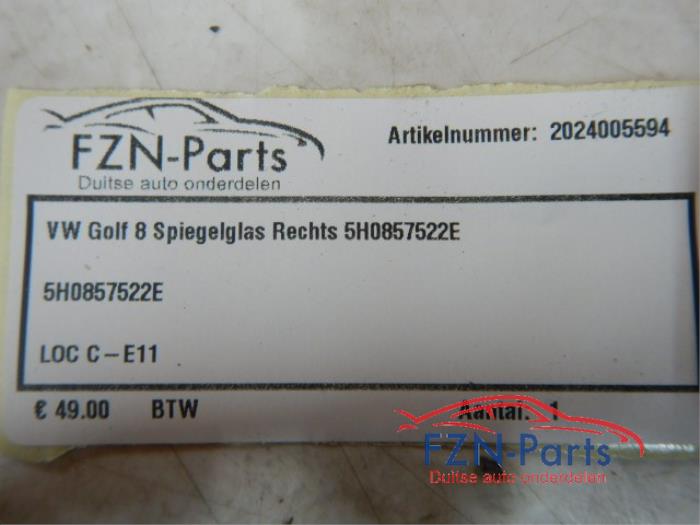 FZN-Parts
Duitse auto onderdelen
Artikelnummer: 2024005594
VW Golf 8 Spiegelglas Rechts 5H0857522E
5H0857522E
LOC C-E11
€ 49.00 BTW Aantal: 1
FZN-Parts
Duitse auto onderdelen